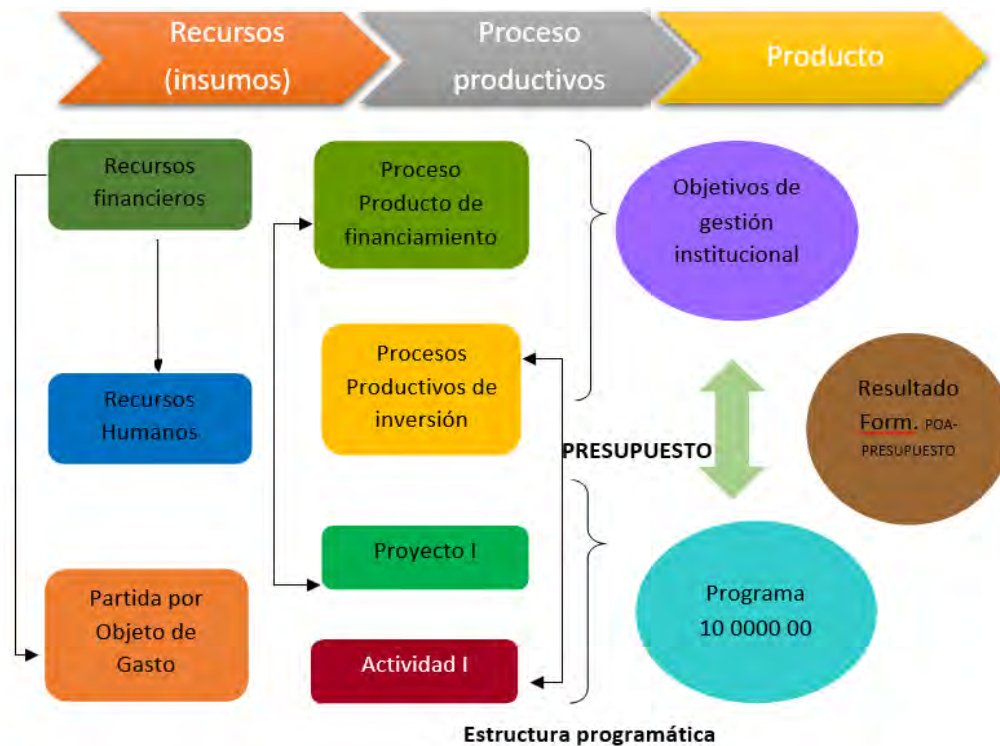 Recursos
(insumos)
Proceso
productivos
Producto
Recursos
financieros
Recursos
Humanos
Partida por
Objeto de
Gasto
Proceso
Producto de
financiamiento
Procesos
Productivos de
inversión
Proyecto I
Actividad I
Objetivos de
gestión
institucional
PRESUPUESTO
Programa
10 0000 00
Resultado
Form. POA-
PRESUPUESTO
Estructura programática